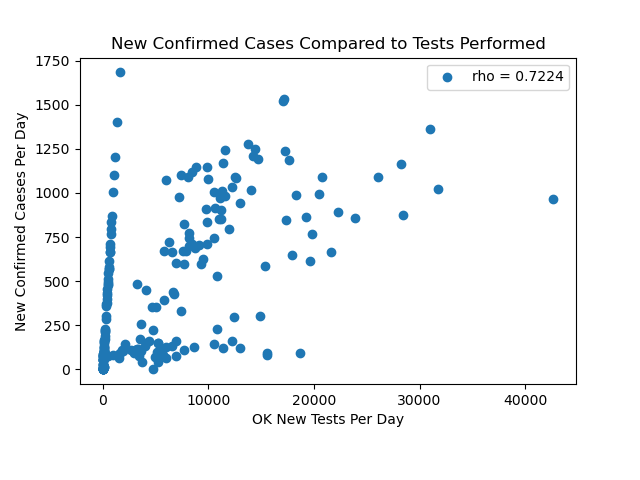 New Confirmed Cases Compared to Tests Performed
rho = 0.7224
New Confirmed Caeses Per Day
1750
1500
1250
1000
750
500
250
0
0 10000 20000 30000 40000
OK New Tests Per Day